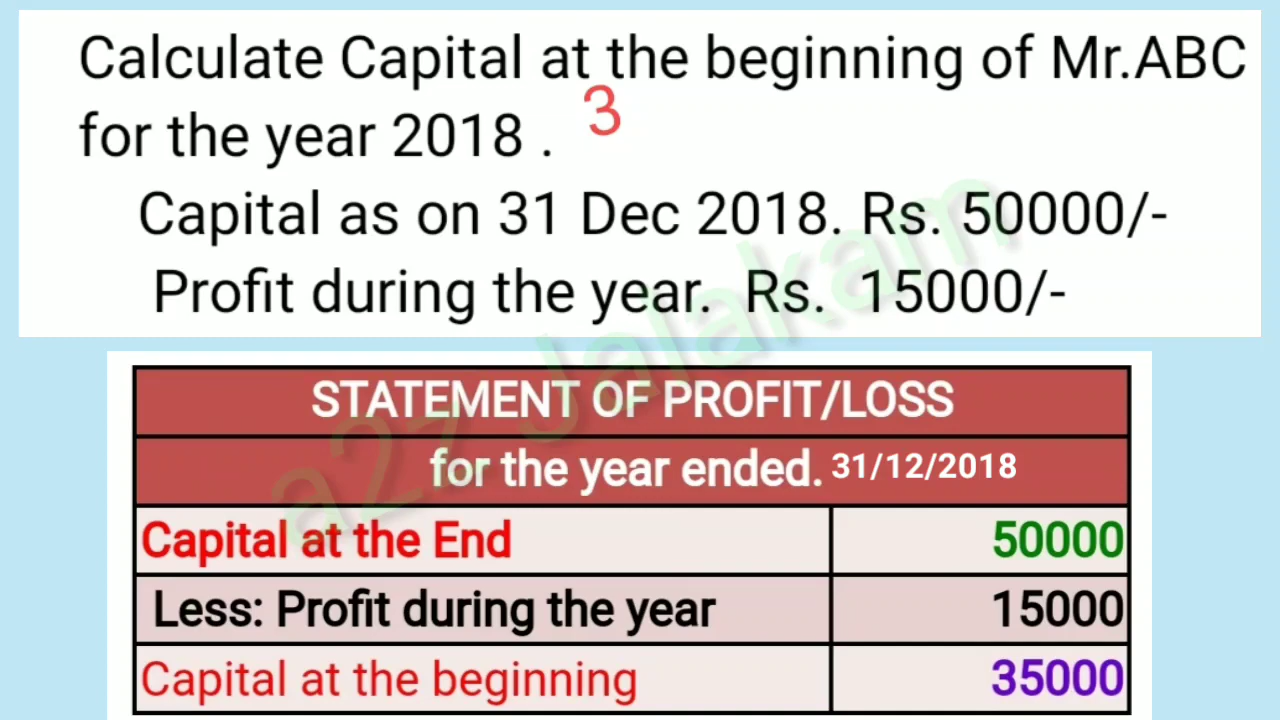 Calculate Capital at the beginning of Mr.ABC
for the year 2018 . 3
Capital as on 31 Dec 2018. Rs. 50000/-
Profit during the year. Rs. 15000/-
STATEMENT OF PROFIT/LOSS
for the year ended. 31/12/2018
Capital at the End 50000
Less: Profit during the year 15000
Capital at the beginning 35000
a2z Jalakam